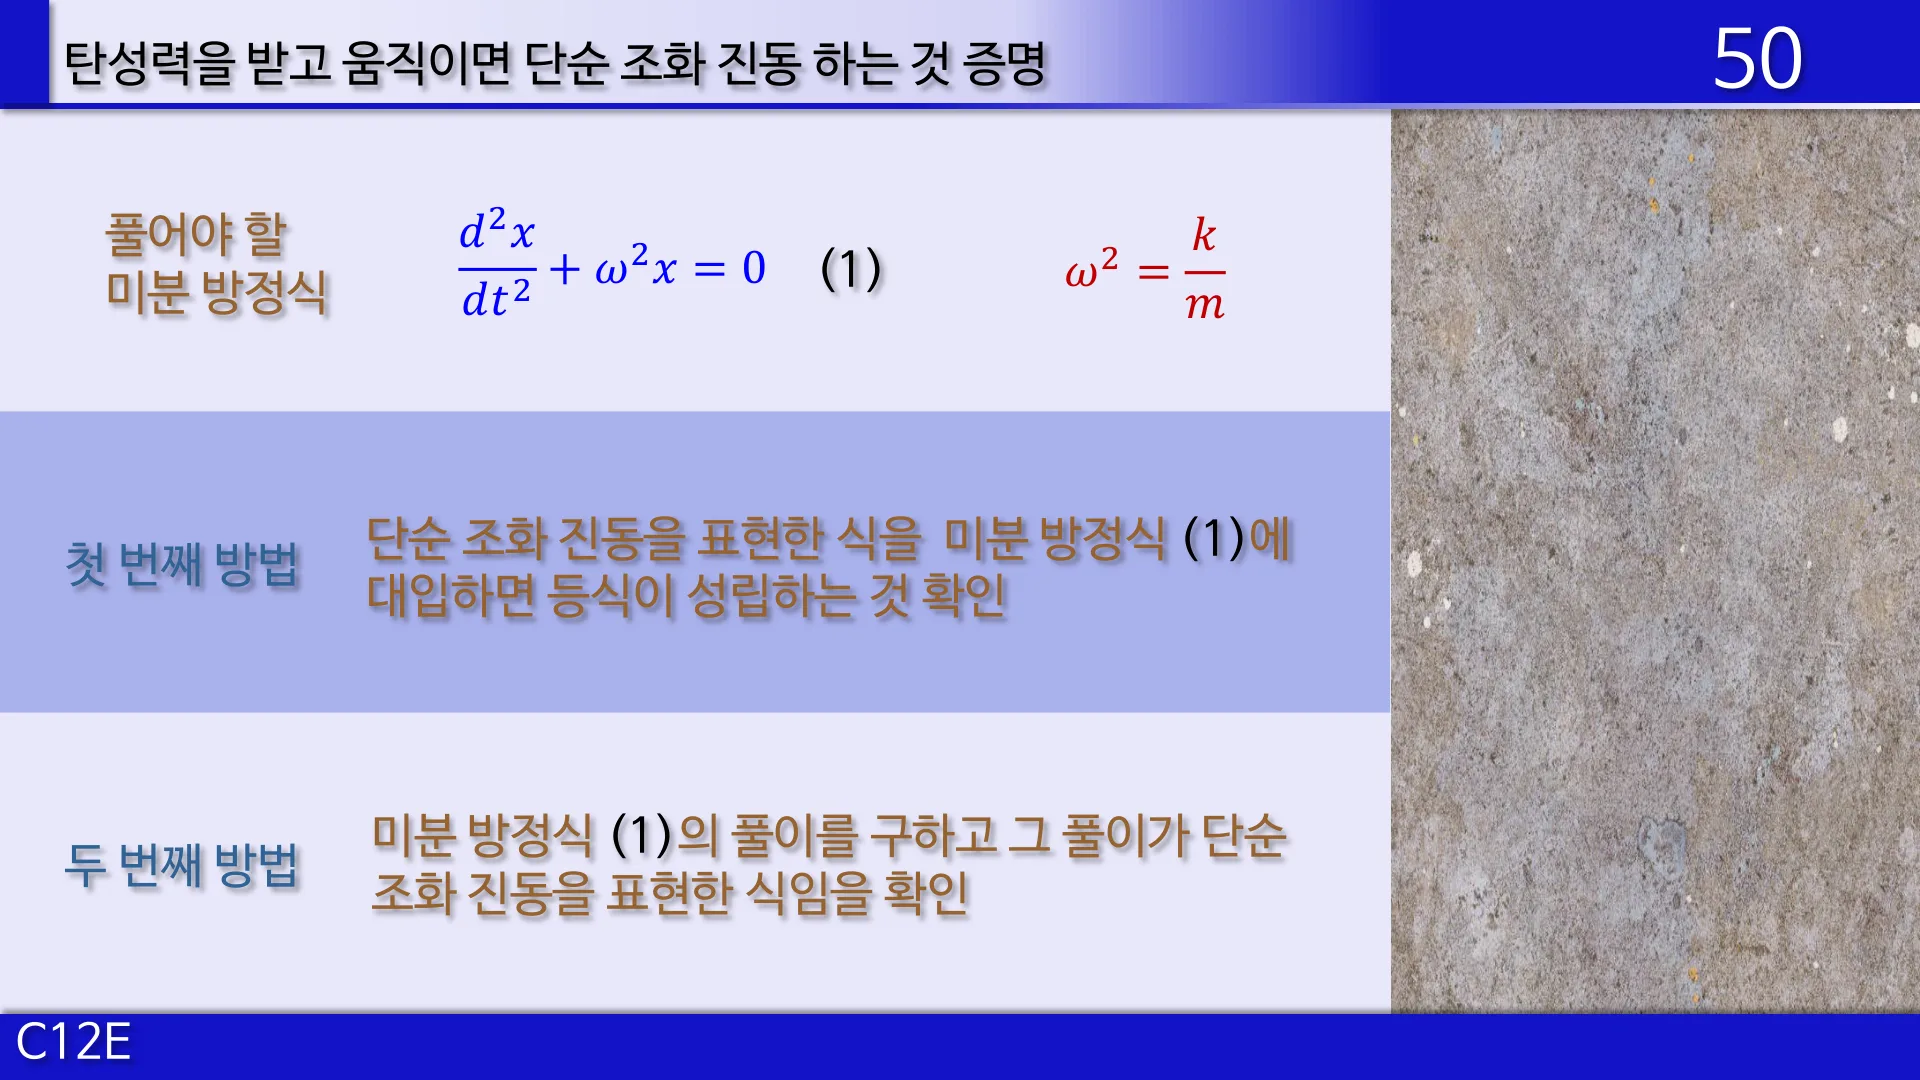 탄성력을 받고 움직이면 단순 조화 진동 하는 것 증명
50
풀어야 할
미분 방정식
d²x/dt² + ω²x = 0 (1) ω² = k/m
첫 번째 방법
단순 조화 진동을 표현한 식을 미분 방정식 (1)에
대입하면 등식이 성립하는 것 확인
두 번째 방법
미분 방정식 (1)의 풀이를 구하고 그 풀이가 단순
조화 진동을 표현한 식임을 확인
C12E